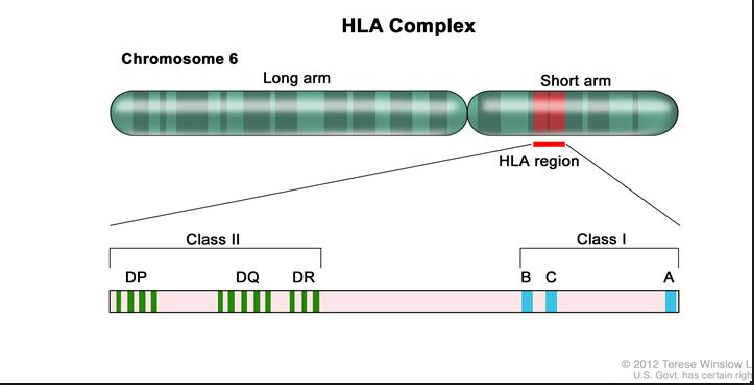 HLA Complex
Chromosome 6
Long arm
Short arm
HLA region
Class II
Class I
DP
DQ
DR
B
C
A
© 2012 Terese Winslow L
U.S. Govt. has certain righ